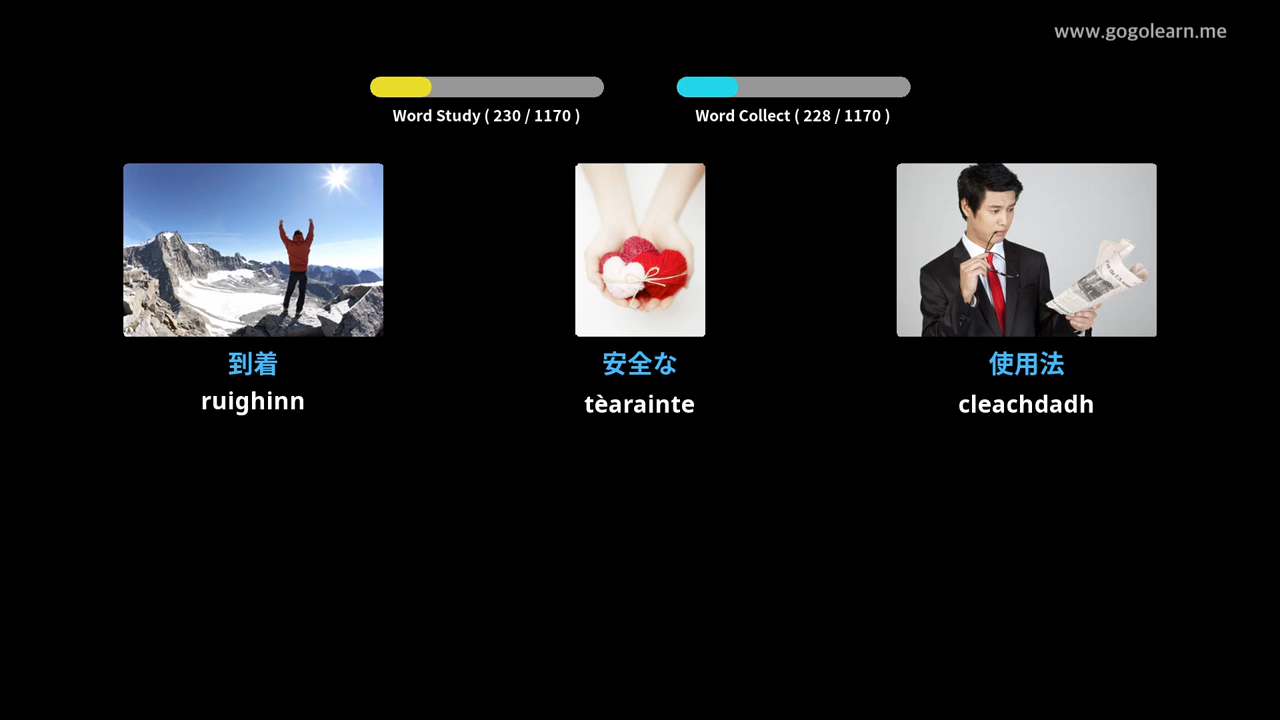 www.gogolearn.me
Word Study ( 230 / 1170 )
Word Collect ( 228 / 1170 )
到着
安全な
使用法
ruighinn
tèarainte
cleachdadh